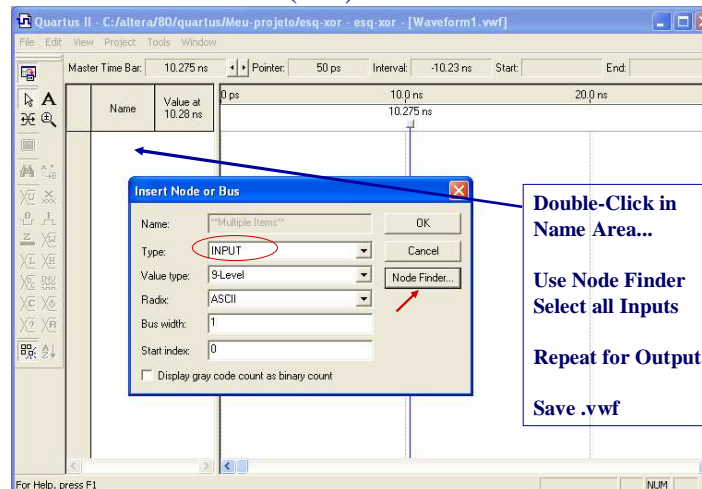 Quartus II - C:/altera/80/quartus/Meu-projeto/esq-xor - esq-xor - [Waveform1.vwf]
File Edit View Project Tools Window
Master Time Bar: 10.275 ns Pointer: 50 ps Interval: -10.23 ns Start: End:
A
Name
Value at
10.28 ns
0 ps 10.0 ns 20.0 ns
10.275 ns
Insert Node or Bus
Name: **Multiple Items** OK
Type: INPUT Cancel
Value type: 9-Level Node Finder...
Radix: ASCII
Bus width: 1
Start index: 0
Display gray code count as binary count
Double-Click in
Name Area...
Use Node Finder
Select all Inputs
Repeat for Output
Save .vwf
For Help, press F1
NUM